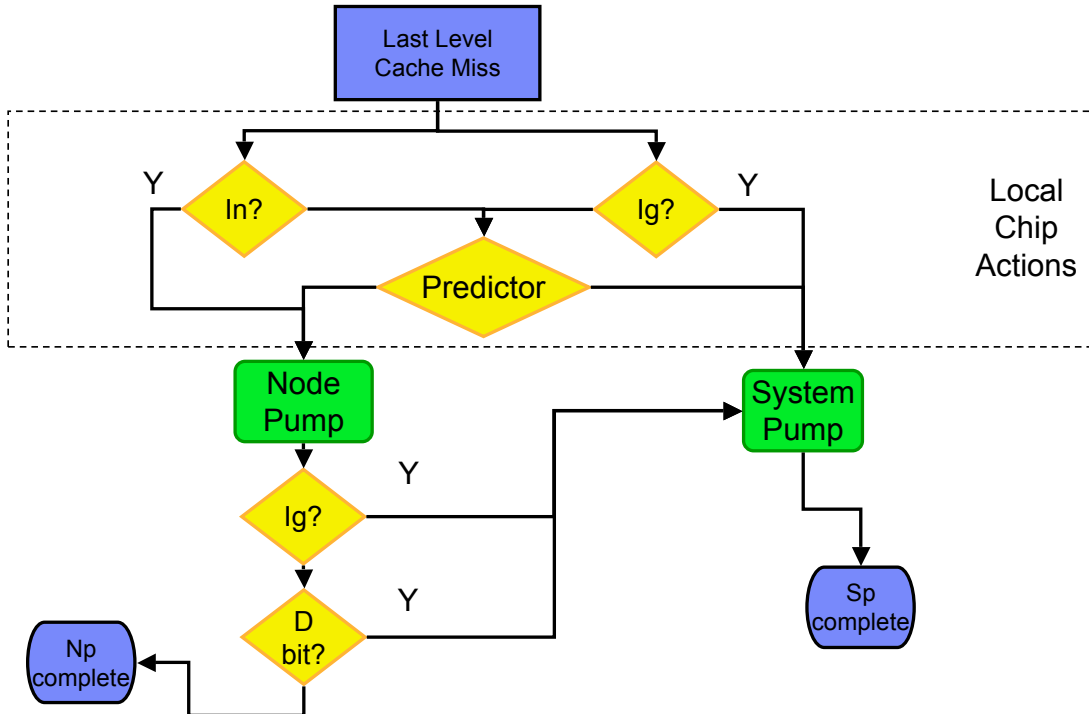 Last Level
Cache Miss
Y
In?
Ig?
Y
Local
Chip
Actions
Predictor
Node
Pump
System
Pump
Y
Ig?
Y
D
bit?
Sp
complete
Np
complete